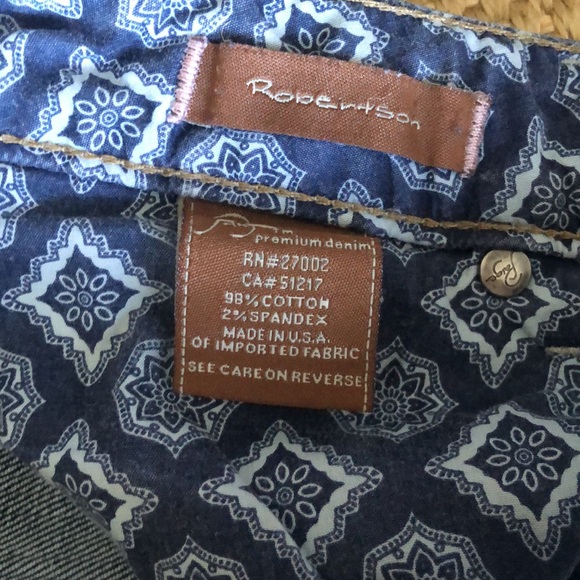 Robertson
premium denim
RN#27002
CA#51217
98% COTTON
2% SPANDEX
MADE IN U.S.A.
OF IMPORTED FABRIC
SEE CARE ON REVERSE